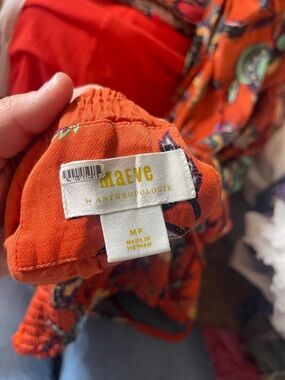 Maeve
by ANTHROPOLOGIE
MP
MADE IN
VIETNAM